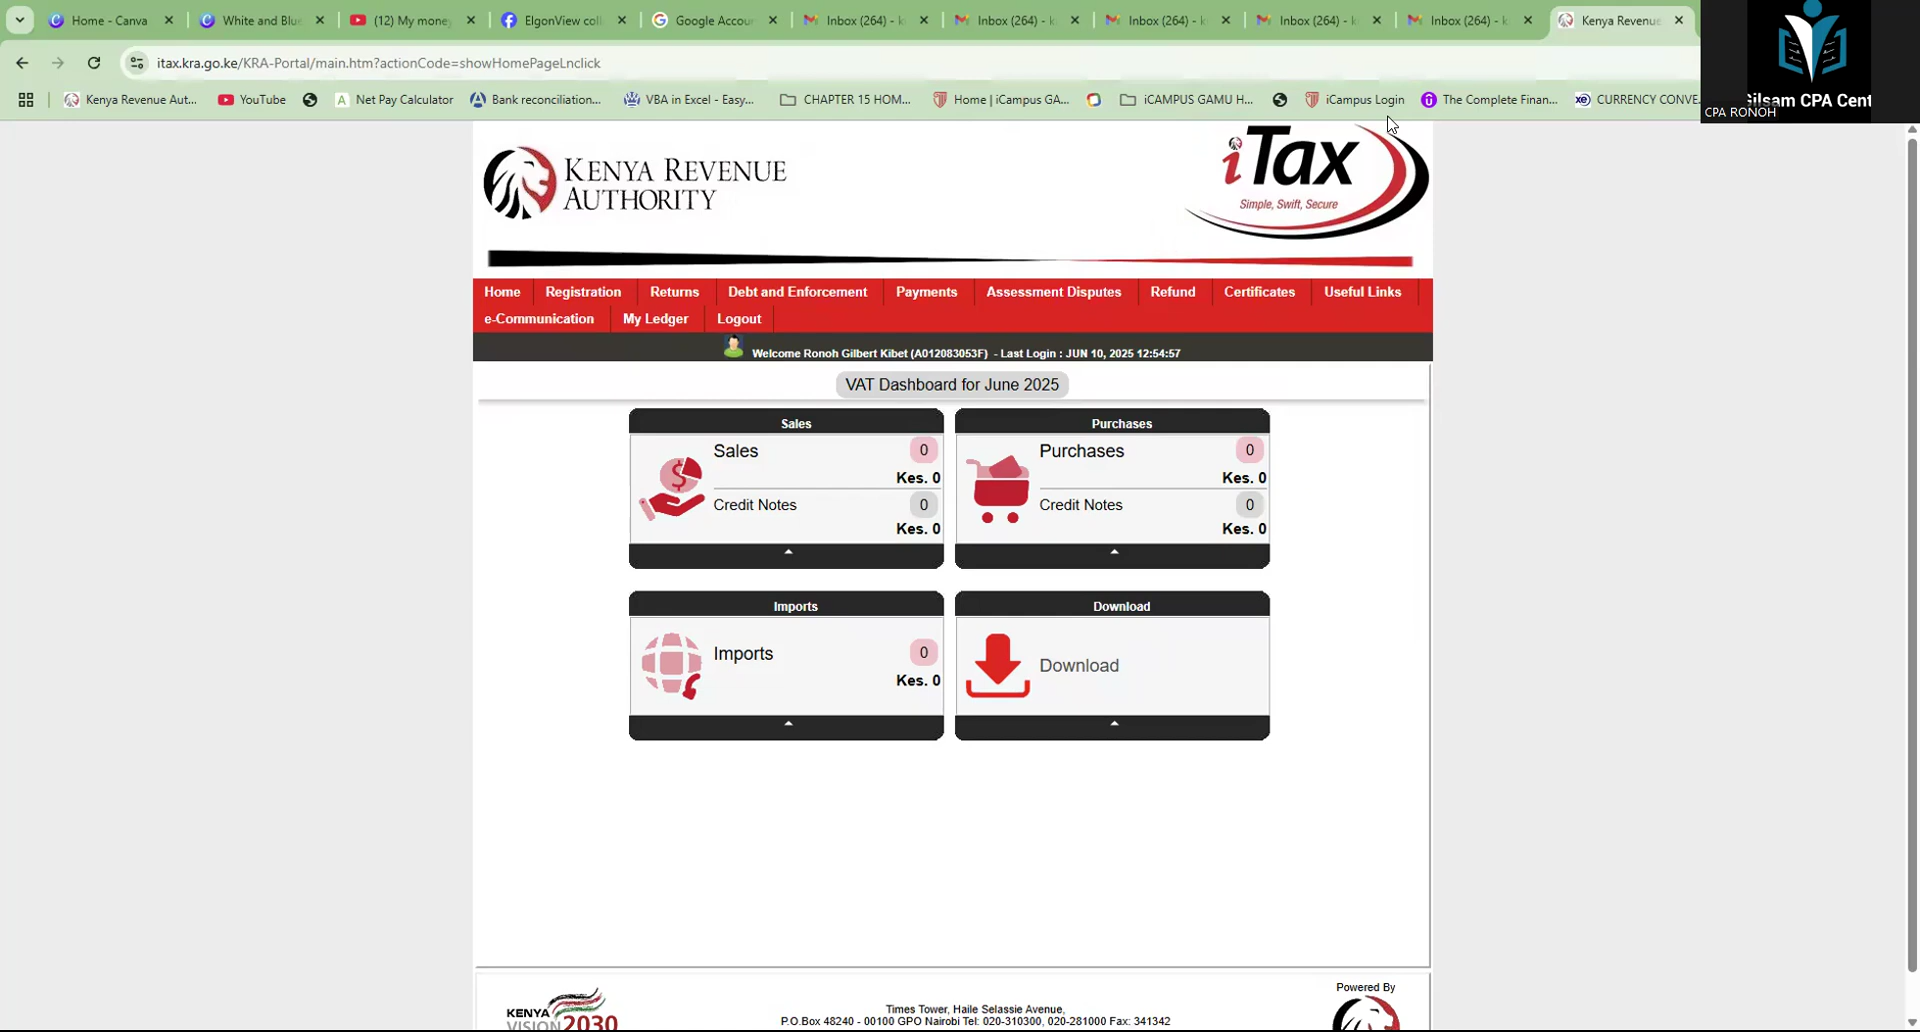 Home - Canva
White and Blu
(12) My money
ElgonView coll
Google Accour
Inbox (264) - k
Inbox (264) - k
Inbox (264) - k
Inbox (264) - k
Inbox (264) - k
Kenya Revenue
itax.kra.go.ke/KRA-Portal/main.htm?actionCode=showHomePageLnclick
Kenya Revenue Aut...
YouTube
Net Pay Calculator
Bank reconciliation...
VBA in Excel - Easy...
CHAPTER 15 HOM...
Home | iCampus GA...
iCAMPUS GAMU H...
iCampus Login
The Complete Finan...
CURRENCY CONVE
Gilsam CPA Cent
CPA RONOH
KENYA REVENUE
AUTHORITY
iTax
Simple, Swift, Secure
Home Registration Returns Debt and Enforcement Payments Assessment Disputes Refund Certificates Useful Links
e-Communication My Ledger Logout
Welcome Ronoh Gilbert Kibet (A012083053F) - Last Login : JUN 10, 2025 12:54:57
VAT Dashboard for June 2025
Sales
Sales 0
Kes. 0
Credit Notes 0
Kes. 0
Purchases
Purchases 0
Kes. 0
Credit Notes 0
Kes. 0
Imports
Imports 0
Kes. 0
Download
Download
KENYA
VISION 2030
Times Tower, Haile Selassie Avenue,
P.O.Box 48240 - 00100 GPO Nairobi Tel: 020-310300, 020-281000 Fax: 341342
Powered By